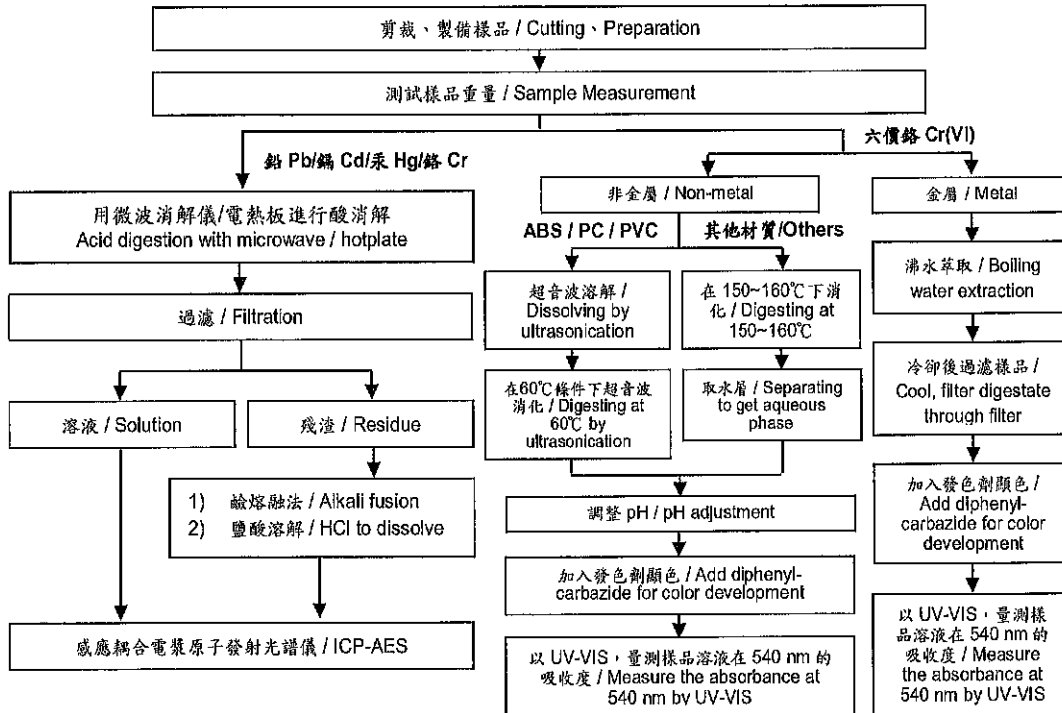 剪裁、製備樣品 / Cutting、Preparation
測試樣品重量 / Sample Measurement
鉛 Pb/鎘 Cd/汞 Hg/鉻 Cr
六價鉻 Cr(VI)
用微波消解儀/電熱板進行酸消解
Acid digestion with microwave / hotplate
過濾 / Filtration
溶液 / Solution
殘渣 / Residue
1) 鹼熔融法 / Alkali fusion
2) 鹽酸溶解 / HCl to dissolve
感應耦合電漿原子發射光譜儀 / ICP-AES
非金屬 / Non-metal
ABS / PC / PVC
其他材質/Others
超音波溶解 /
Dissolving by
ultrasonication
在 150~160℃下消
化 / Digesting at
150~160℃
在60℃條件下超音波
消化 / Digesting at
60℃ by
ultrasonication
取水層 / Separating
to get aqueous
phase
調整 pH / pH adjustment
加入發色劑顯色 / Add diphenyl-
carbazide for color development
以 UV-VIS，量測樣品溶液在 540 nm 的
吸收度 / Measure the absorbance at
540 nm by UV-VIS
金屬 / Metal
沸水萃取 / Boiling
water extraction
冷卻後過濾樣品 /
Cool, filter digestate
through filter
加入發色劑顯色 /
Add diphenyl-
carbazide for color
development
以 UV-VIS，量測樣
品溶液在 540 nm 的
吸收度 / Measure
the absorbance at
540 nm by UV-VIS